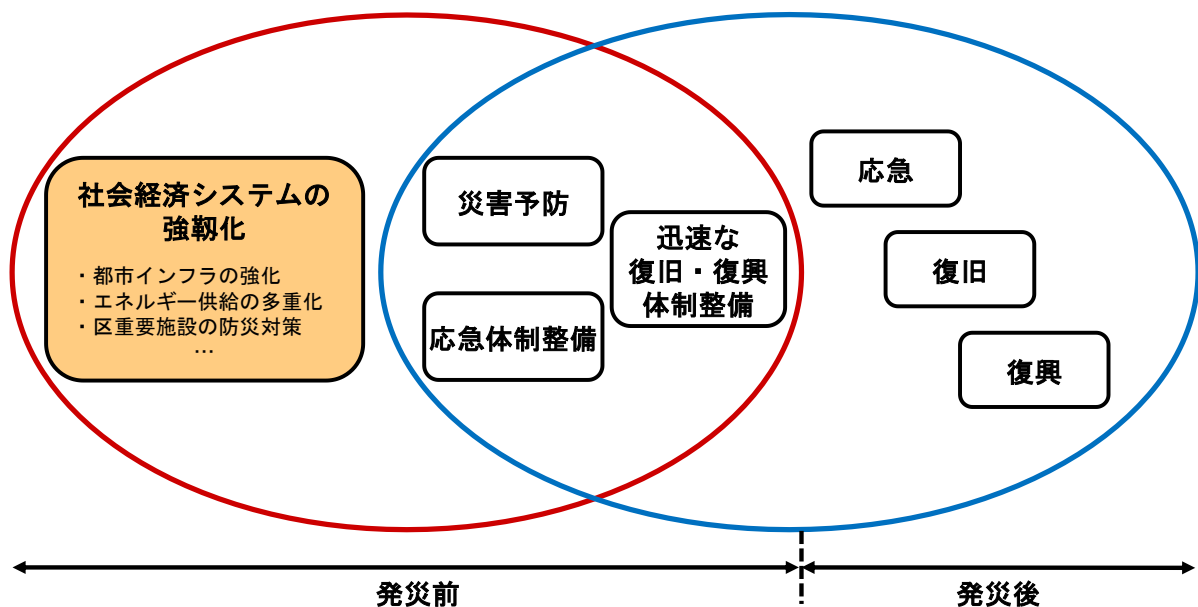 社会経済システムの
強靱化
・都市インフラの強化
・エネルギー供給の多重化
・区重要施設の防災対策
…
災害予防
応急体制整備
迅速な
復旧・復興
体制整備
応急
復旧
復興
発災前
発災後